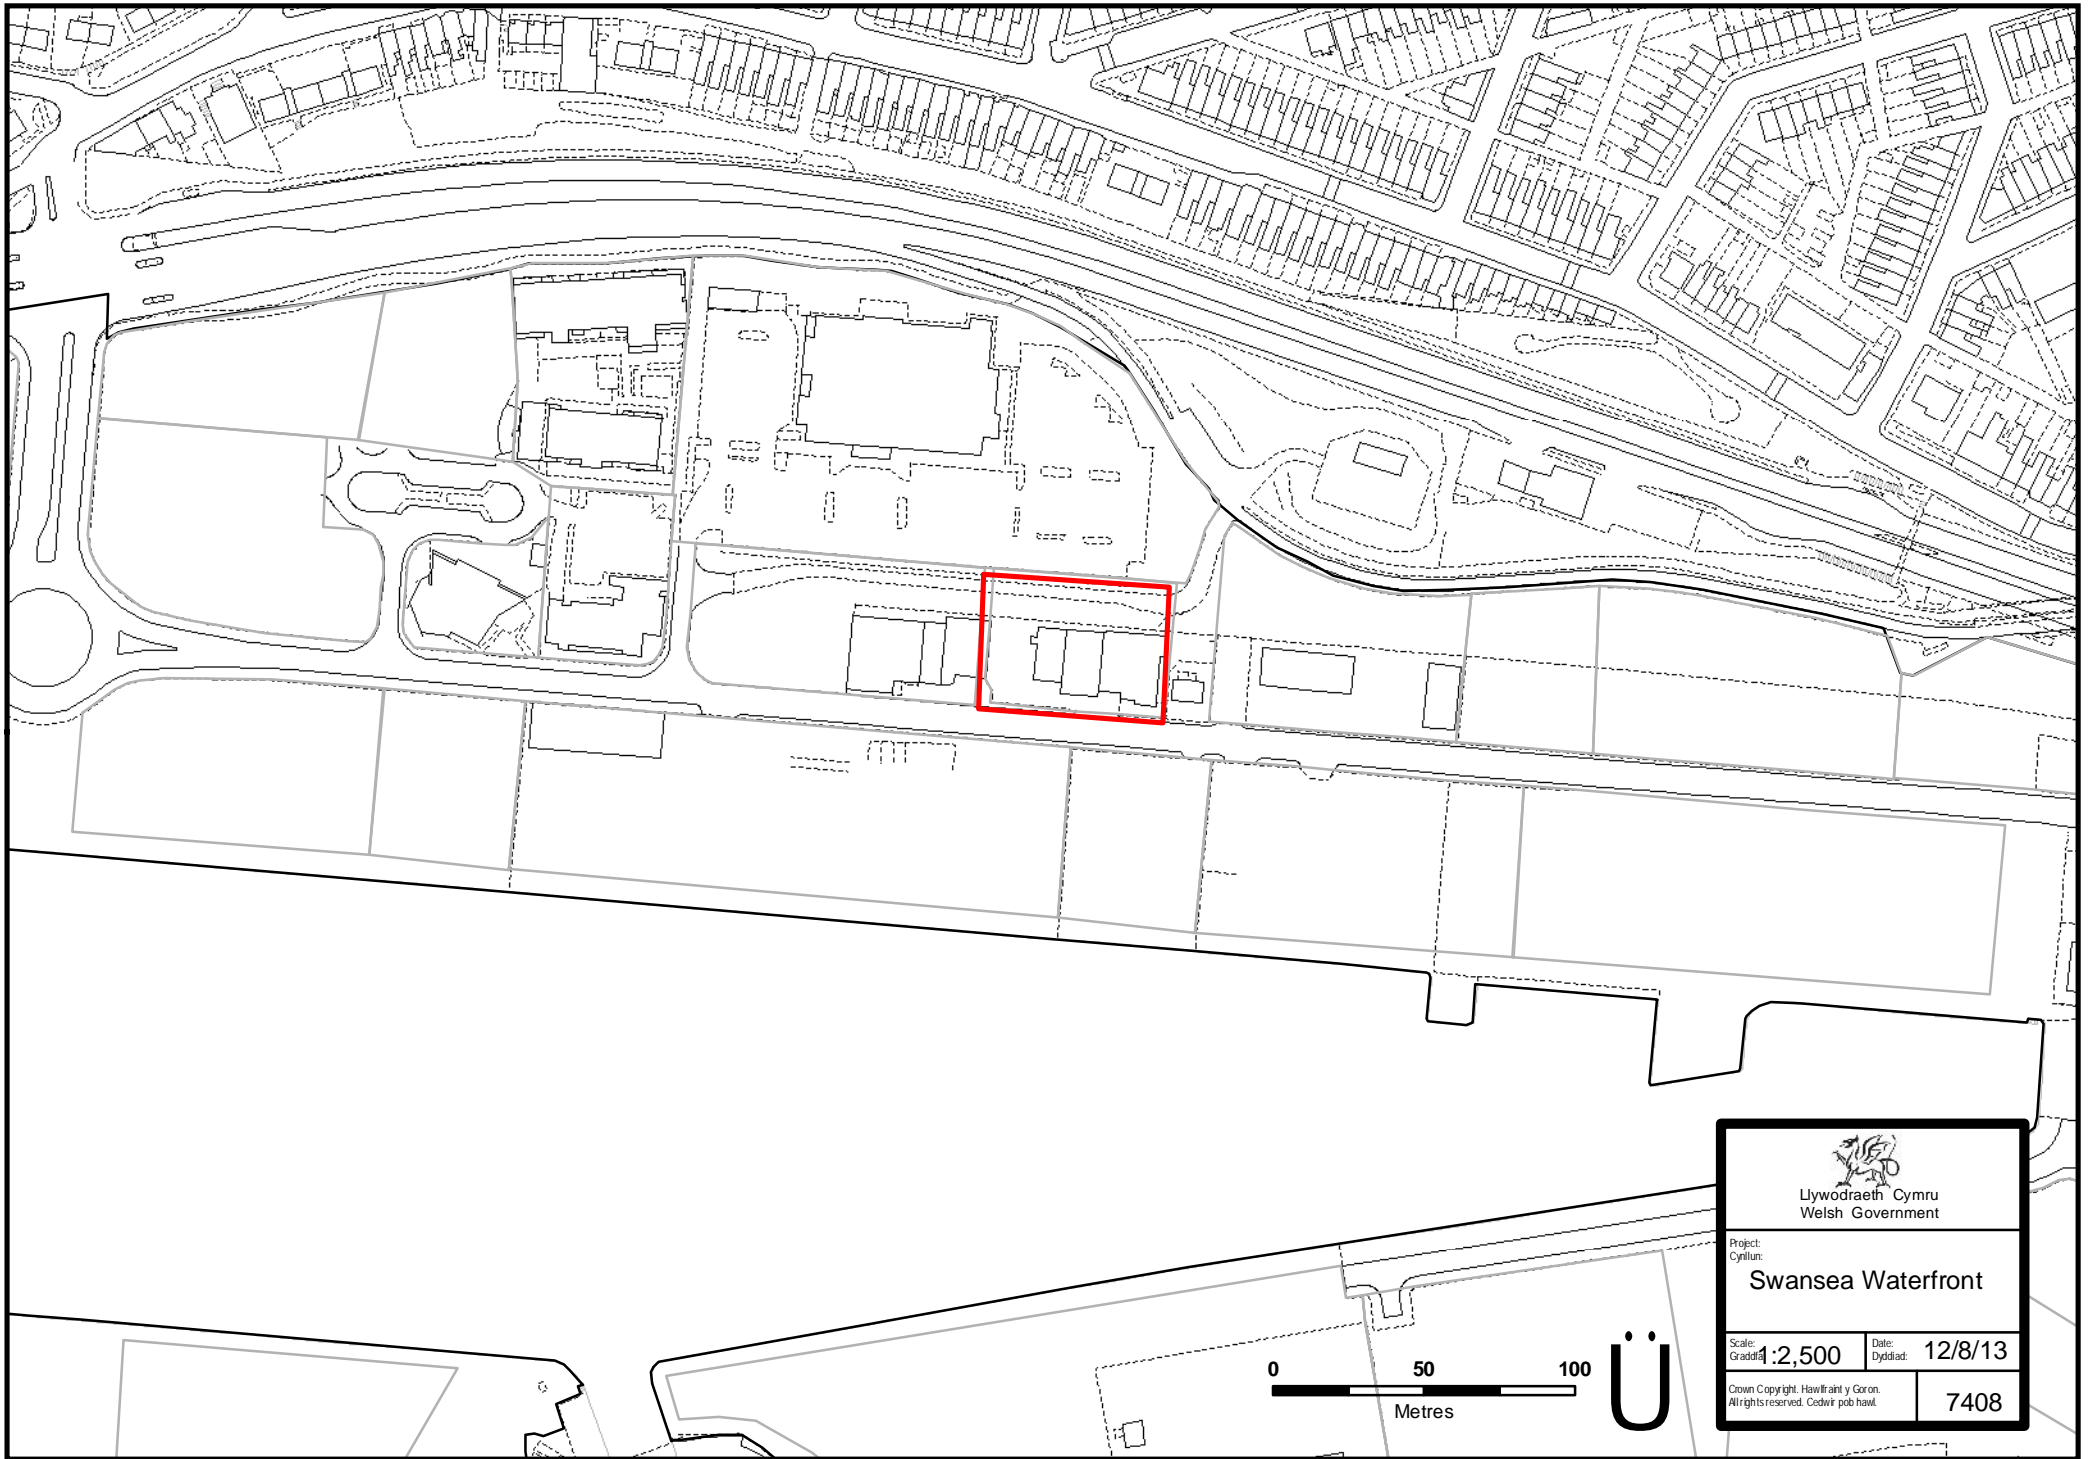 Llywodraeth Cymru
Welsh Government
Project:
Cynllun:
Swansea Waterfront
Scale:
Graddfa: 1:2,500
Date:
Dyddiad: 12/8/13
Crown Copyright. Hawlfraint y Goron.
All rights reserved. Cedwir pob hawl.
7408
0 50 100
Metres
Ü